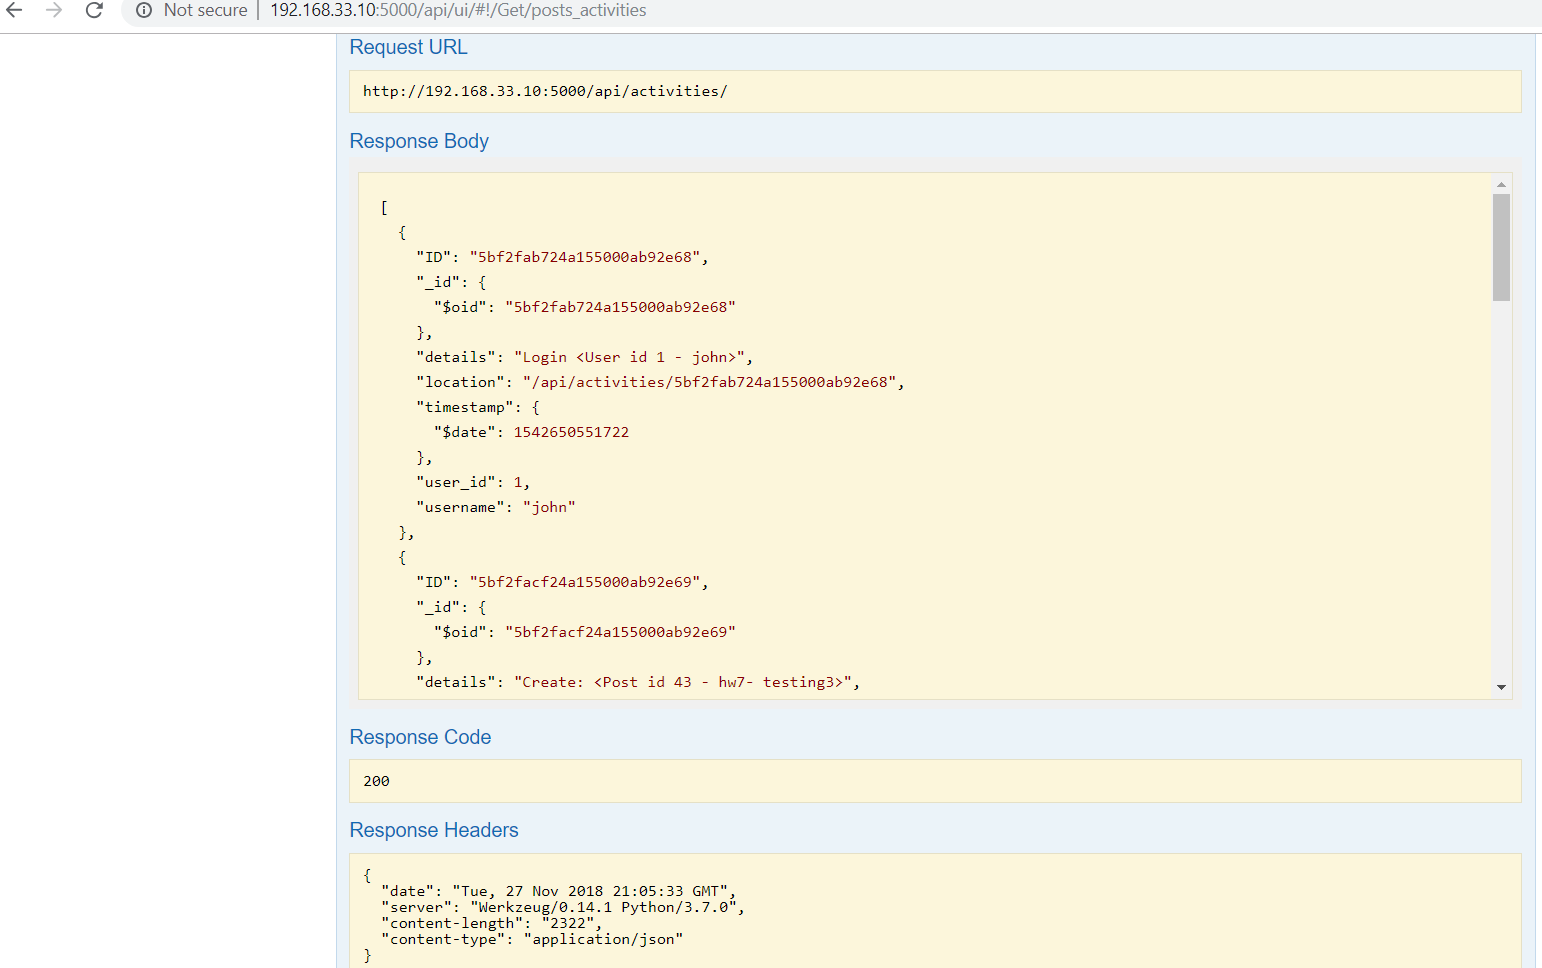 Not secure | 192.168.33.10:5000/api/ui/#!/Get/posts_activities
Request URL
http://192.168.33.10:5000/api/activities/
Response Body
[
{
"ID": "5bf2fab724a155000ab92e68",
"_id": {
"$oid": "5bf2fab724a155000ab92e68"
},
"details": "Login <User id 1 - john>",
"location": "/api/activities/5bf2fab724a155000ab92e68",
"timestamp": {
"$date": 1542650551722
},
"user_id": 1,
"username": "john"
},
{
"ID": "5bf2facf24a155000ab92e69",
"_id": {
"$oid": "5bf2facf24a155000ab92e69"
},
"details": "Create: <Post id 43 - hw7- testing3>",
Response Code
200
Response Headers
{
"date": "Tue, 27 Nov 2018 21:05:33 GMT",
"server": "Werkzeug/0.14.1 Python/3.7.0",
"content-length": "2322",
"content-type": "application/json"
}